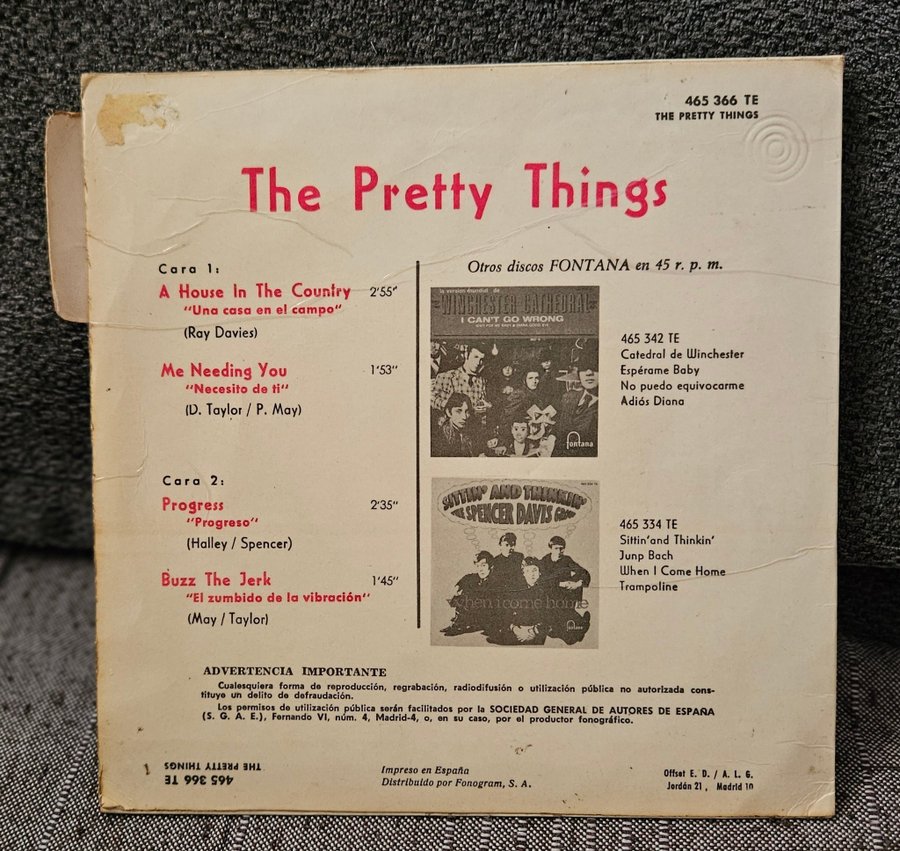 465 366 TE
THE PRETTY THINGS
The Pretty Things
Cara 1:
A House In The Country 2'55"
"Una casa en el campo"
(Ray Davies)
Me Needing You 1'53"
"Necesito de ti"
(D. Taylor / P. May)
Cara 2:
Progress 2'35"
"Progreso"
(Halley / Spencer)
Buzz The Jerk 1'45"
"El zumbido de la vibración"
(May / Taylor)
Otros discos FONTANA en 45 r. p. m.
la version mundial de
WINCHESTER CATHEDRAL
I CAN'T GO WRONG
fontana
465 342 TE
Catedral de Winchester
Espérame Baby
No puedo equivocarme
Adiós Diana
SITTIN' AND THINKIN'
THE SPENCER DAVIS GROUP
when i come home
fontana
465 334 TE
Sittin'and Thinkin'
Junp Bach
When I Come Home
Trampoline
ADVERTENCIA IMPORTANTE
Cualesquiera forma de reproducción, regrabación, radiodifusión o utilización pública no autorizada cons-
tituye un delito de defraudación.
Los permisos de utilización pública serán facilitados por la SOCIEDAD GENERAL DE AUTORES DE ESPAÑA
(S. G. A. E.), Fernando VI, núm. 4, Madrid-4, o, en su caso, por el productor fonográfico.
465 366 TE
THE PRETTY THINGS
Impreso en España
Distribuido por Fonogram, S. A.
Offset E. D. / A. L. G.
Jordán 21, Madrid 10